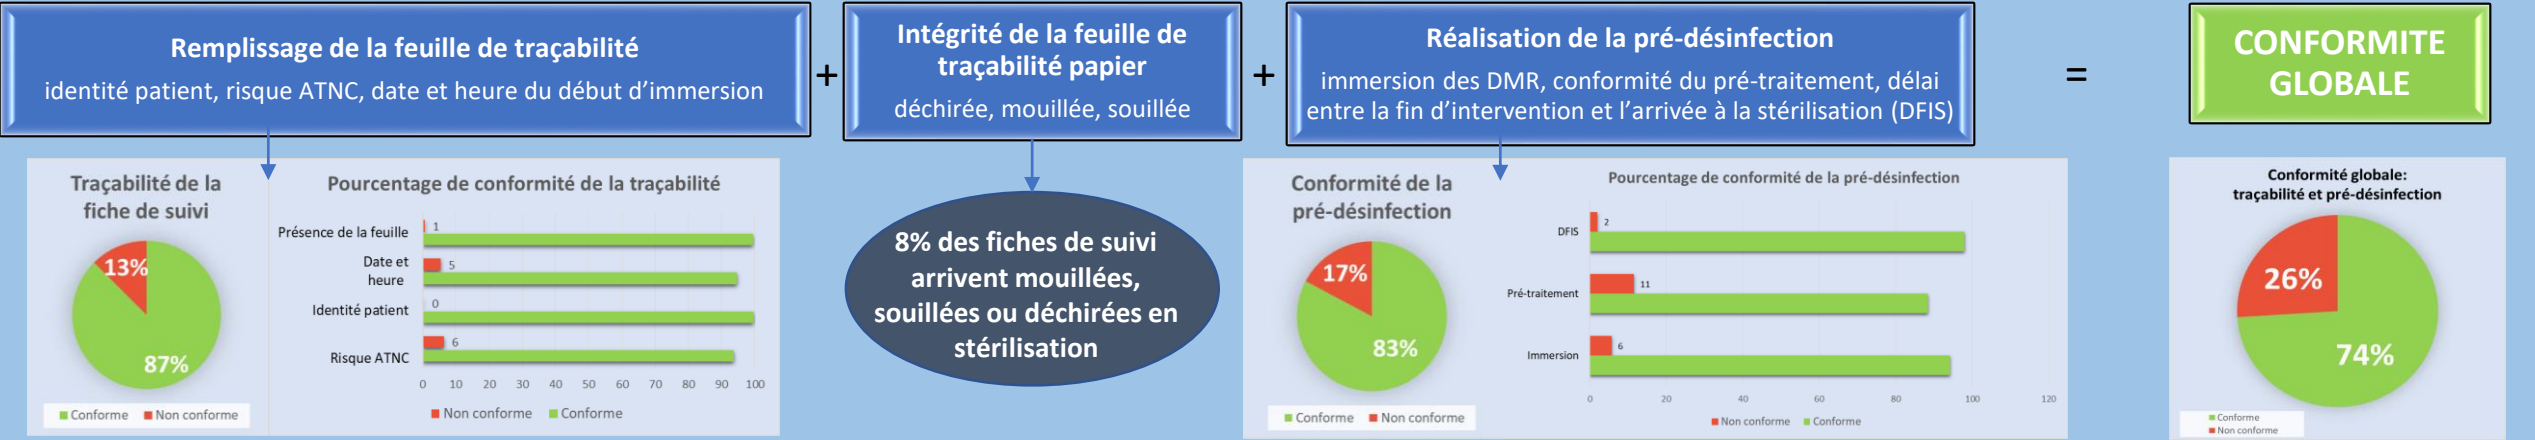 Remplissage de la feuille de traçabilité
identité patient, risque ATNC, date et heure du début d’immersion
+
Intégrité de la feuille de
traçabilité papier
déchirée, mouillée, souillée
+
Réalisation de la pré-désinfection
immersion des DMR, conformité du pré-traitement, délai
entre la fin d’intervention et l’arrivée à la stérilisation (DFIS)
=
CONFORMITE
GLOBALE
Traçabilité de la
fiche de suivi
13%
87%
Conforme Non conforme
Pourcentage de conformité de la traçabilité
Présence de la feuille 1
Date et
heure 5
Identité patient 0
Risque ATNC 6
0 10 20 30 40 50 60 70 80 90 100
Non conforme Conforme
8% des fiches de suivi
arrivent mouillées,
souillées ou déchirées en
stérilisation
Conformité de la
pré-désinfection
17%
83%
Conforme Non conforme
Pourcentage de conformité de la pré-désinfection
DFIS 2
Pré-traitement 11
Immersion 6
0 20 40 60 80 100 120
Non conforme Conforme
Conformité globale:
traçabilité et pré-désinfection
26%
74%
Conforme
Non conforme